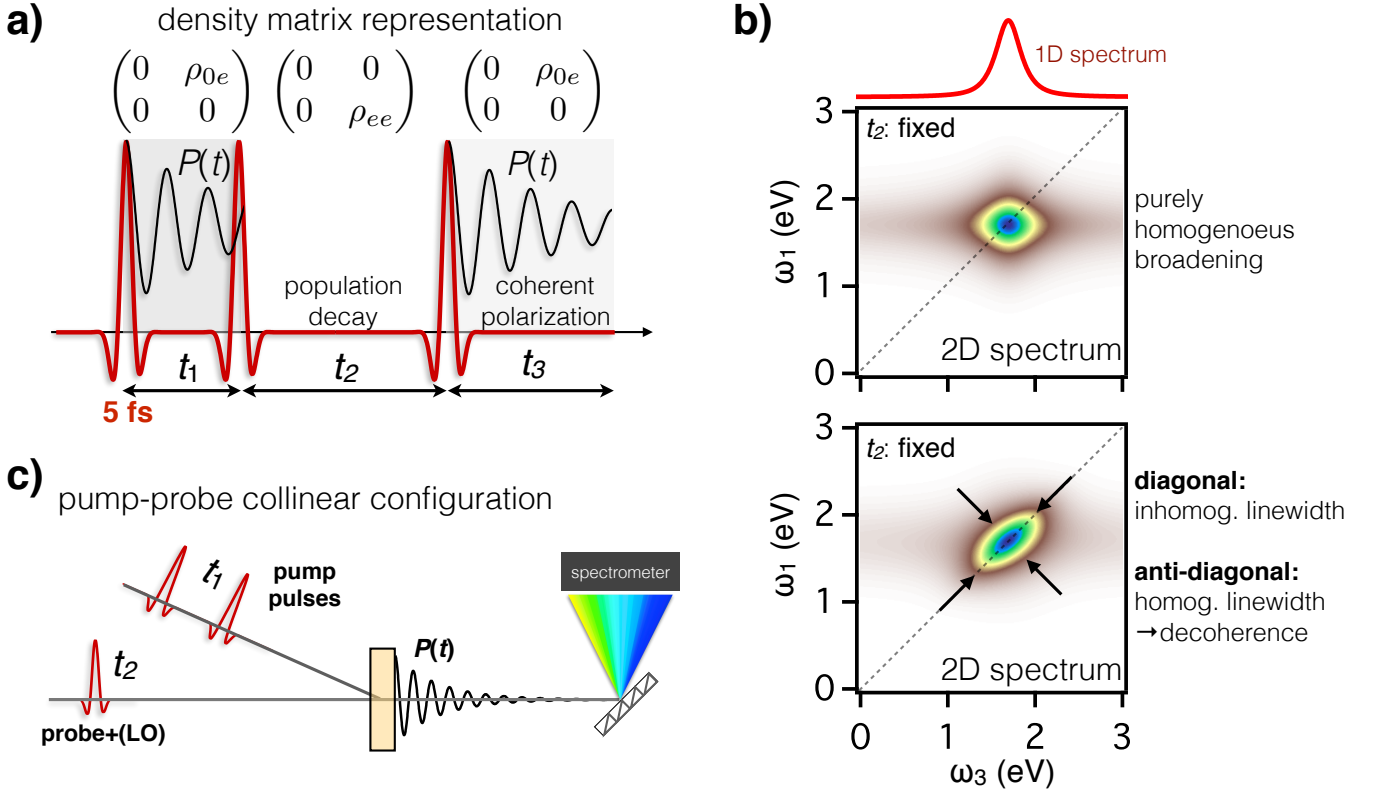 a)
density matrix representation
0 ρ0e 0 0 0 ρ0e
0 0 0 ρee 0 0
P(t)
P(t)
population
decay
coherent
polarization
t1
t2
t3
5 fs
b)
1D spectrum
3
2
1
0
ω1 (eV)
t2: fixed
2D spectrum
purely
homogenoeus
broadening
3
2
1
0
ω1 (eV)
t2: fixed
2D spectrum
0 1 2 3
ω3 (eV)
diagonal:
inhomog. linewidth
anti-diagonal:
homog. linewidth
→decoherence
c)
pump-probe collinear configuration
t1
pump
pulses
t2
probe+(LO)
P(t)
spectrometer